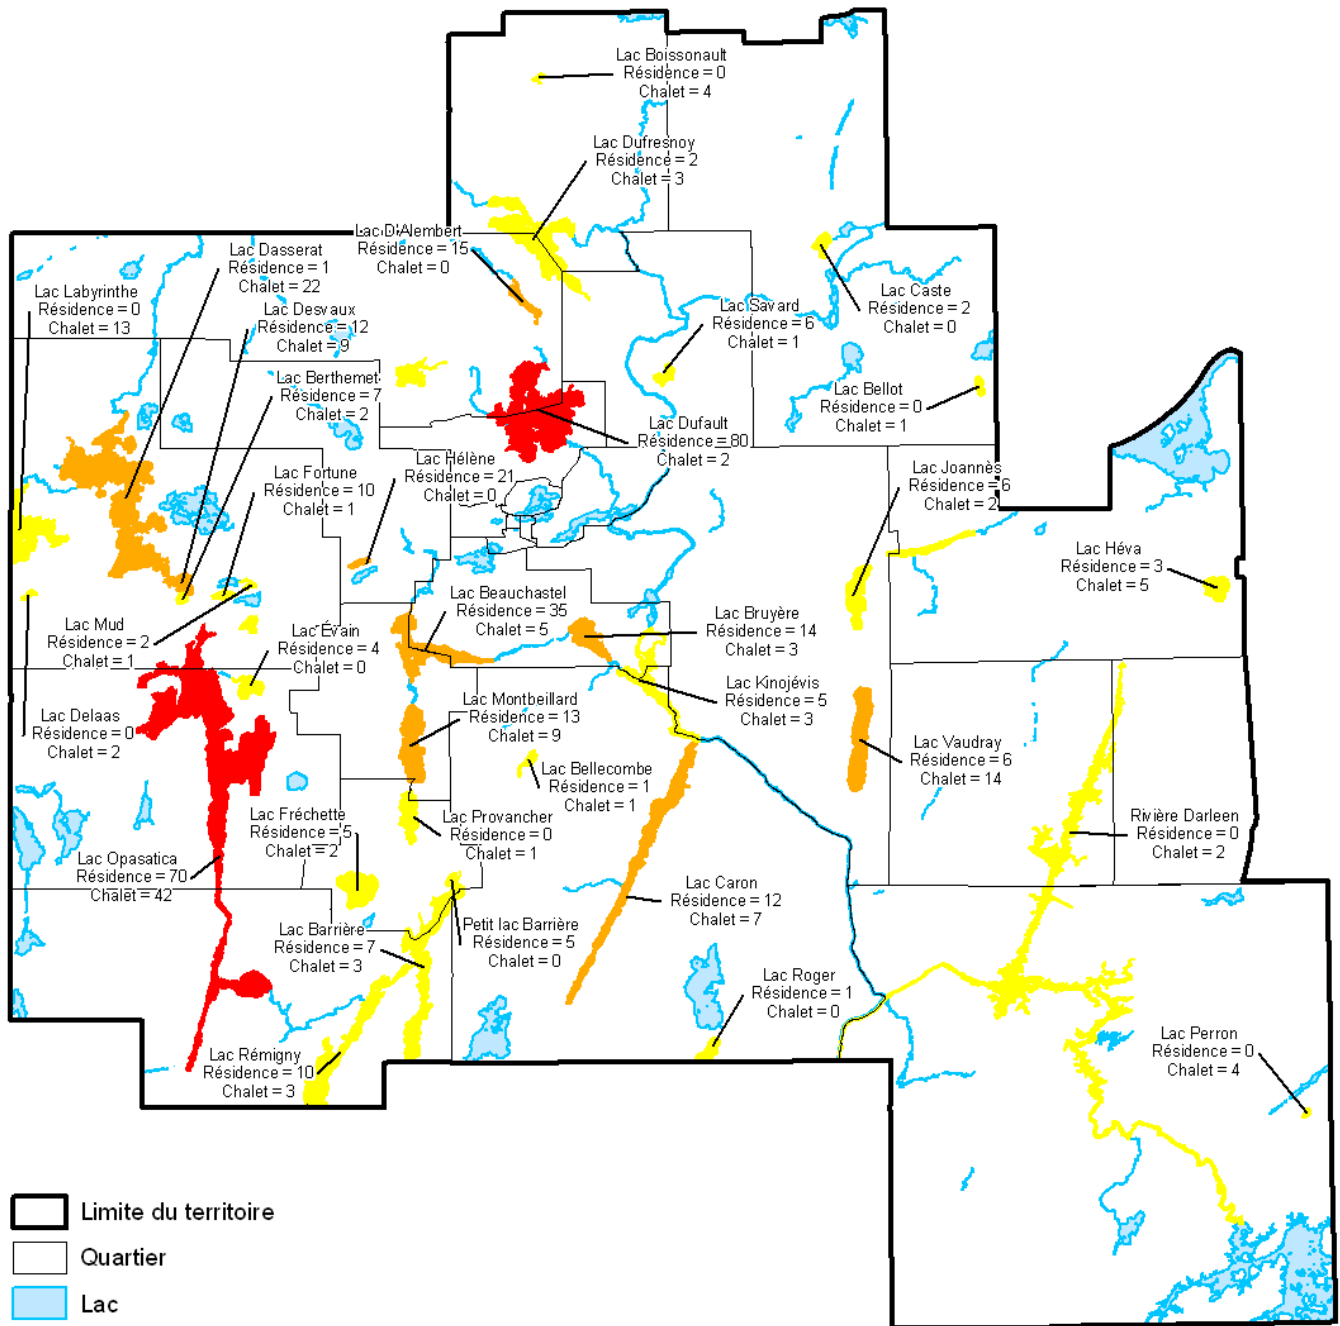 Lac Boissonault
Résidence = 0
Chalet = 4
Lac Dufresnoy
Résidence = 2
Chalet = 3
Lac D'Alembert
Résidence = 15
Chalet = 0
Lac Dasserat
Résidence = 1
Chalet = 22
Lac Labyrinthe
Résidence = 0
Chalet = 13
Lac Desvaux
Résidence = 12
Chalet = 9
Lac Caste
Résidence = 2
Chalet = 0
Lac Savard
Résidence = 6
Chalet = 1
Lac Berthemet
Résidence = 7
Chalet = 2
Lac Bellot
Résidence = 0
Chalet = 1
Lac Dufault
Résidence = 80
Chalet = 2
Lac Hélène
Résidence = 21
Chalet = 0
Lac Fortune
Résidence = 10
Chalet = 1
Lac Joannès
Résidence = 6
Chalet = 2
Lac Héva
Résidence = 3
Chalet = 5
Lac Beauchastel
Résidence = 35
Chalet = 5
Lac Bruyère
Résidence = 14
Chalet = 3
Lac Mud
Résidence = 2
Chalet = 1
Lac Évain
Résidence = 4
Chalet = 0
Lac Kinojévis
Résidence = 5
Chalet = 3
Lac Montbeillard
Résidence = 13
Chalet = 9
Lac Delaas
Résidence = 0
Chalet = 2
Lac Vaudray
Résidence = 6
Chalet = 14
Lac Bellecombe
Résidence = 1
Chalet = 1
Lac Fréchette
Résidence = 5
Chalet = 2
Lac Provancher
Résidence = 0
Chalet = 1
Rivière Darleen
Résidence = 0
Chalet = 2
Lac Opasatica
Résidence = 70
Chalet = 42
Lac Caron
Résidence = 12
Chalet = 7
Lac Barrière
Résidence = 7
Chalet = 3
Petit lac Barrière
Résidence = 5
Chalet = 0
Lac Roger
Résidence = 1
Chalet = 0
Lac Perron
Résidence = 0
Chalet = 4
Lac Rémigny
Résidence = 10
Chalet = 3
Limite du territoire
Quartier
Lac